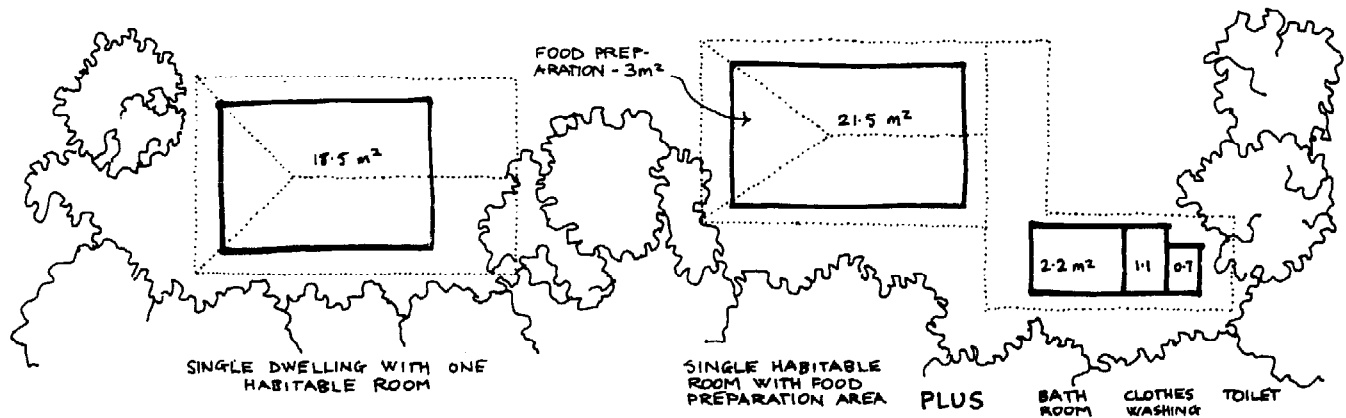 FOOD PREP-
ARATION - 3m²
18·5 m²
21·5 m²
2·2 m²
1·1
0·7
SINGLE DWELLING WITH ONE
HABITABLE ROOM
SINGLE HABITABLE
ROOM WITH FOOD
PREPARATION AREA
PLUS
BATH
ROOM
CLOTHES
WASHING
TOILET